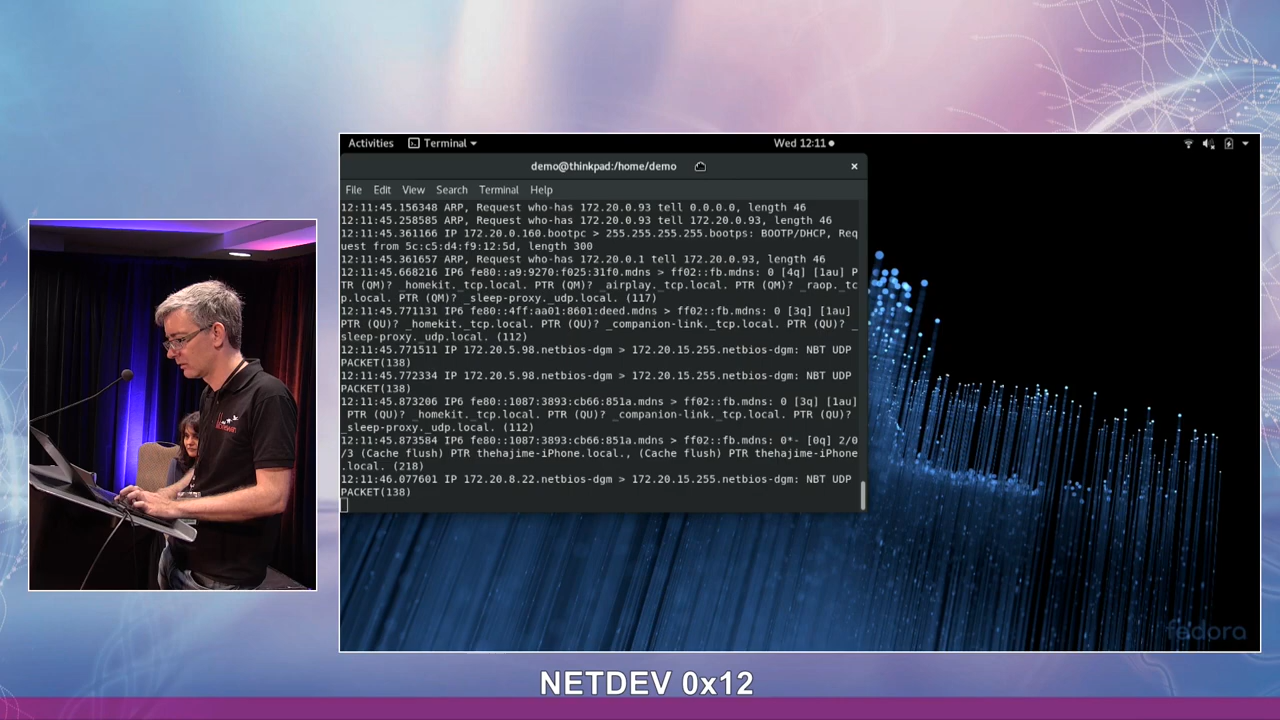 Activities Terminal Wed 12:11
demo@thinkpad:/home/demo
File Edit View Search Terminal Help
12:11:45.156348 ARP, Request who-has 172.20.0.93 tell 0.0.0.0, length 46
12:11:45.258585 ARP, Request who-has 172.20.0.93 tell 172.20.0.93, length 46
12:11:45.361166 IP 172.20.0.160.bootpc > 255.255.255.255.bootps: BOOTP/DHCP, Req
uest from 5c:c5:d4:f9:12:5d, length 300
12:11:45.361657 ARP, Request who-has 172.20.0.1 tell 172.20.0.93, length 46
12:11:45.668216 IP6 fe80::a9:9270:f025:31f0.mdns > ff02::fb.mdns: 0 [4q] [1au] P
TR (QM)? _homekit._tcp.local. PTR (QM)? _airplay._tcp.local. PTR (QM)? _raop._tc
p.local. PTR (QM)? _sleep-proxy._udp.local. (117)
12:11:45.771131 IP6 fe80::4ff:aa01:8601:deed.mdns > ff02::fb.mdns: 0 [3q] [1au]
PTR (QU)? _homekit._tcp.local. PTR (QU)? _companion-link._tcp.local. PTR (QU)? _
sleep-proxy._udp.local. (112)
12:11:45.771511 IP 172.20.5.98.netbios-dgm > 172.20.15.255.netbios-dgm: NBT UDP
PACKET(138)
12:11:45.772334 IP 172.20.5.98.netbios-dgm > 172.20.15.255.netbios-dgm: NBT UDP
PACKET(138)
12:11:45.873206 IP6 fe80::1087:3893:cb66:851a.mdns > ff02::fb.mdns: 0 [3q] [1au]
PTR (QU)? _homekit._tcp.local. PTR (QU)? _companion-link._tcp.local. PTR (QU)?
_sleep-proxy._udp.local. (112)
12:11:45.873584 IP6 fe80::1087:3893:cb66:851a.mdns > ff02::fb.mdns: 0*- [0q] 2/0
/3 (Cache flush) PTR thehajime-iPhone.local., (Cache flush) PTR thehajime-iPhone
.local. (218)
12:11:46.077601 IP 172.20.8.22.netbios-dgm > 172.20.15.255.netbios-dgm: NBT UDP
PACKET(138)
fedora
NETDEV 0x12